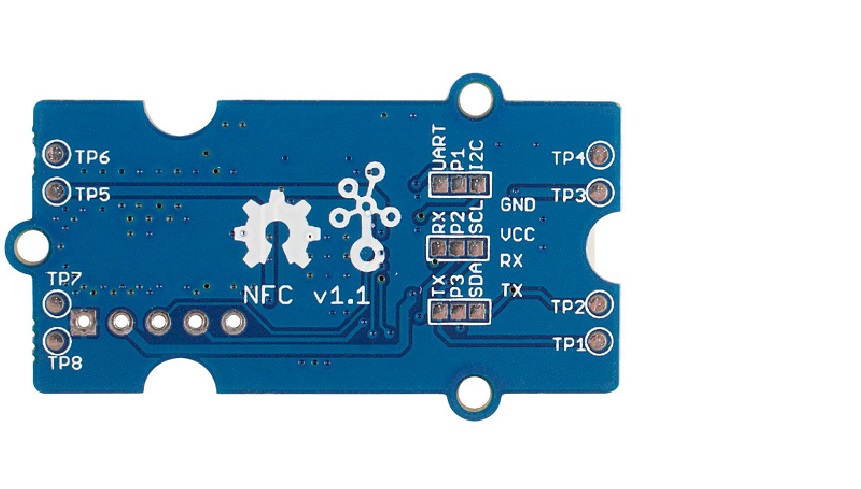 TP6
TP5
TP7
TP8
NFC v1.1
UART
P1
I2C
RX
P2
SCL
TX
P3
SDA
GND
VCC
RX
TX
TP4
TP3
TP2
TP1